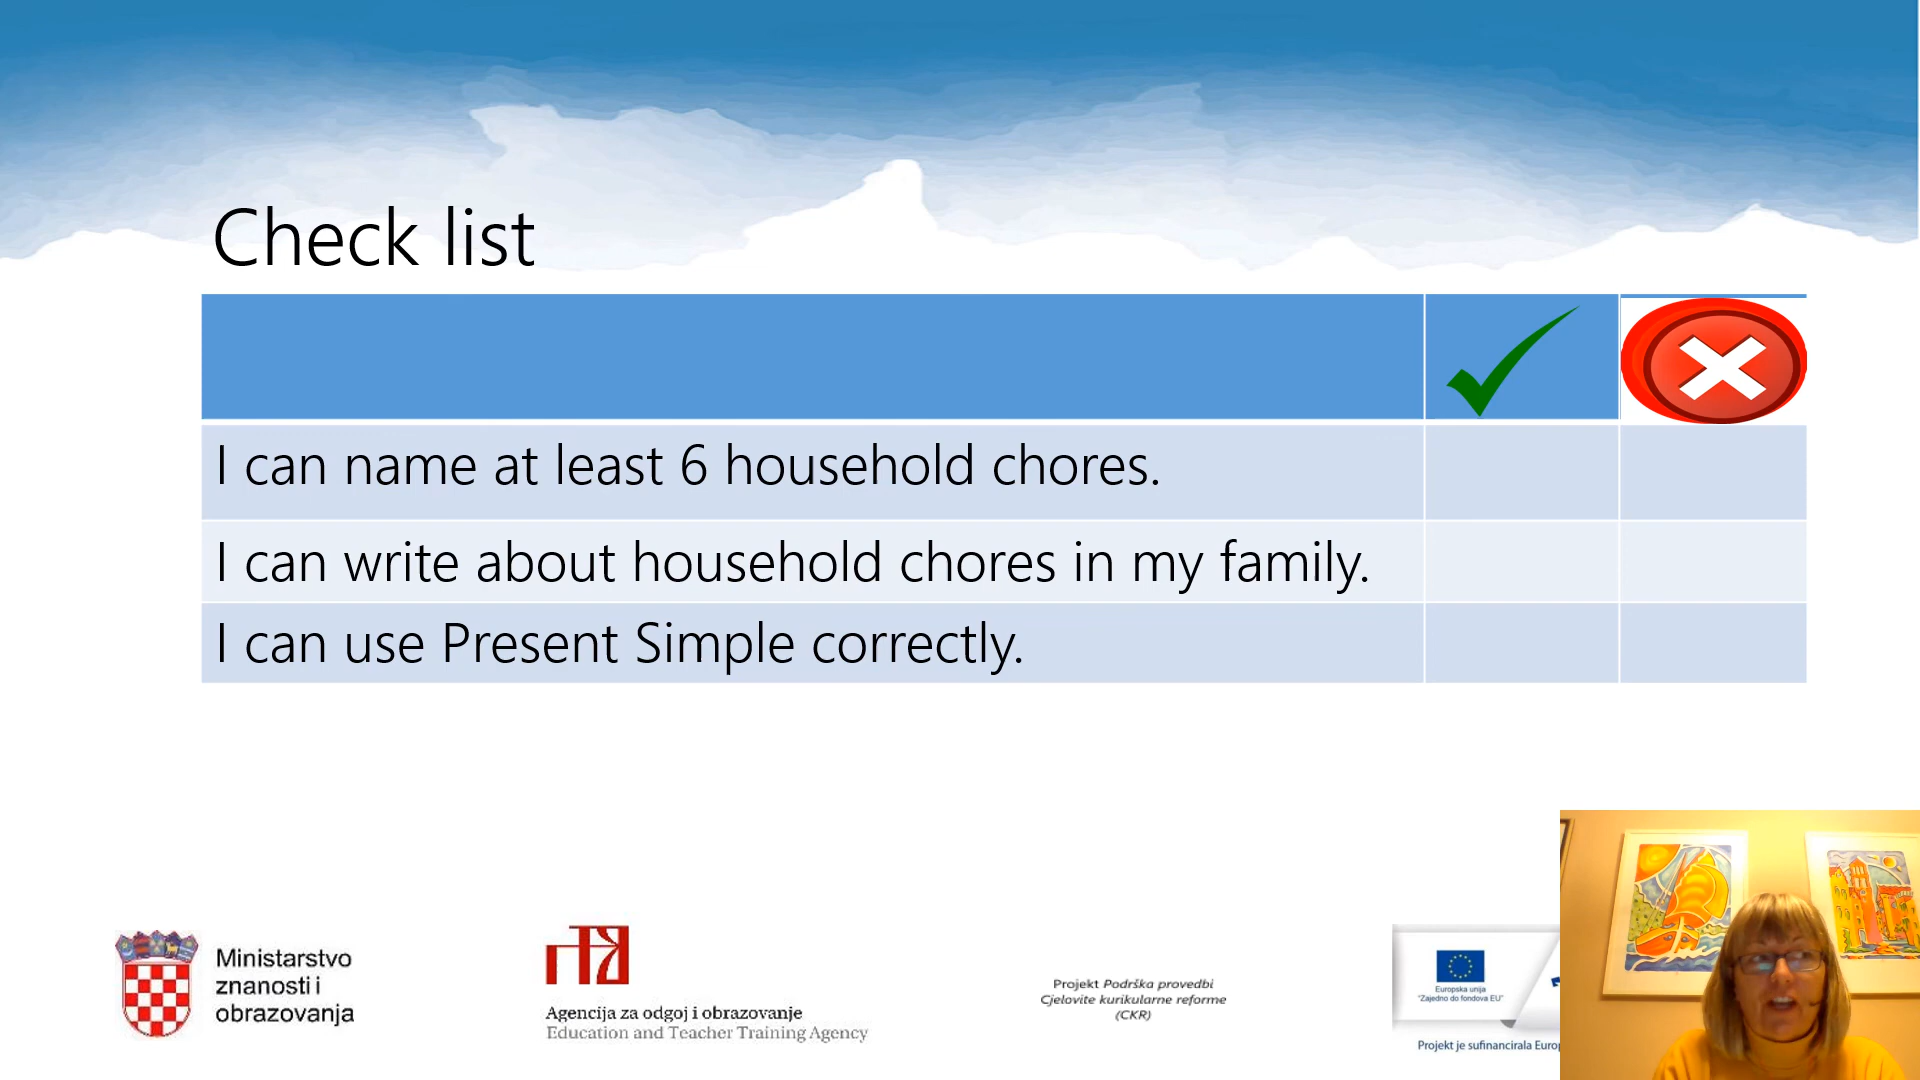 Check list
I can name at least 6 household chores.
I can write about household chores in my family.
I can use Present Simple correctly.
Ministarstvo
znanosti i
obrazovanja
Agencija za odgoj i obrazovanje
Education and Teacher Training Agency
Projekt Podrška provedbi
Cjelovite kurikularne reforme
(CKR)
Europska unija
"Zajedno do fondova EU"
Projekt je sufinancirala